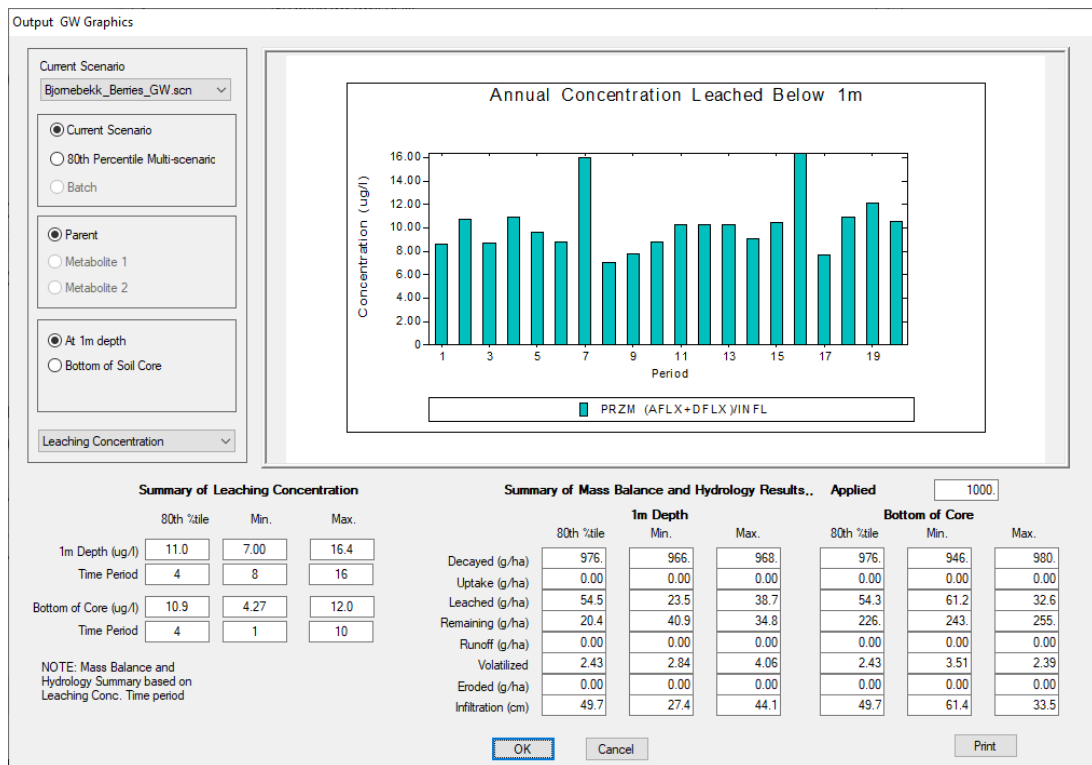 Output GW Graphics
Current Scenario
Bjornebekk_Berries_GW.scn
Current Scenario
80th Percentile Multi-scenario
Batch
Parent
Metabolite 1
Metabolite 2
At 1m depth
Bottom of Soil Core
Leaching Concentration
Annual Concentration Leached Below 1m
Concentration (ug/l)
16.00
14.00
12.00
10.00
8.00
6.00
4.00
2.00
0
1 3 5 7 9 11 13 15 17 19
Period
PRZM (AFLX+DFLX)/INFL
Summary of Leaching Concentration
80th %tile Min. Max.
1m Depth (ug/l) 11.0 7.00 16.4
Time Period 4 8 16
Bottom of Core (ug/l) 10.9 4.27 12.0
Time Period 4 1 10
NOTE: Mass Balance and
Hydrology Summary based on
Leaching Conc. Time period
Summary of Mass Balance and Hydrology Results.. Applied 1000.
1m Depth Bottom of Core
80th %tile Min. Max. 80th %tile Min. Max.
Decayed (g/ha) 976. 966. 968. 976. 946. 980.
Uptake (g/ha) 0.00 0.00 0.00 0.00 0.00 0.00
Leached (g/ha) 54.5 23.5 38.7 54.3 61.2 32.6
Remaining (g/ha) 20.4 40.9 34.8 226. 243. 255.
Runoff (g/ha) 0.00 0.00 0.00 0.00 0.00 0.00
Volatilized 2.43 2.84 4.06 2.43 3.51 2.39
Eroded (g/ha) 0.00 0.00 0.00 0.00 0.00 0.00
Infiltration (cm) 49.7 27.4 44.1 49.7 61.4 33.5
OK Cancel Print